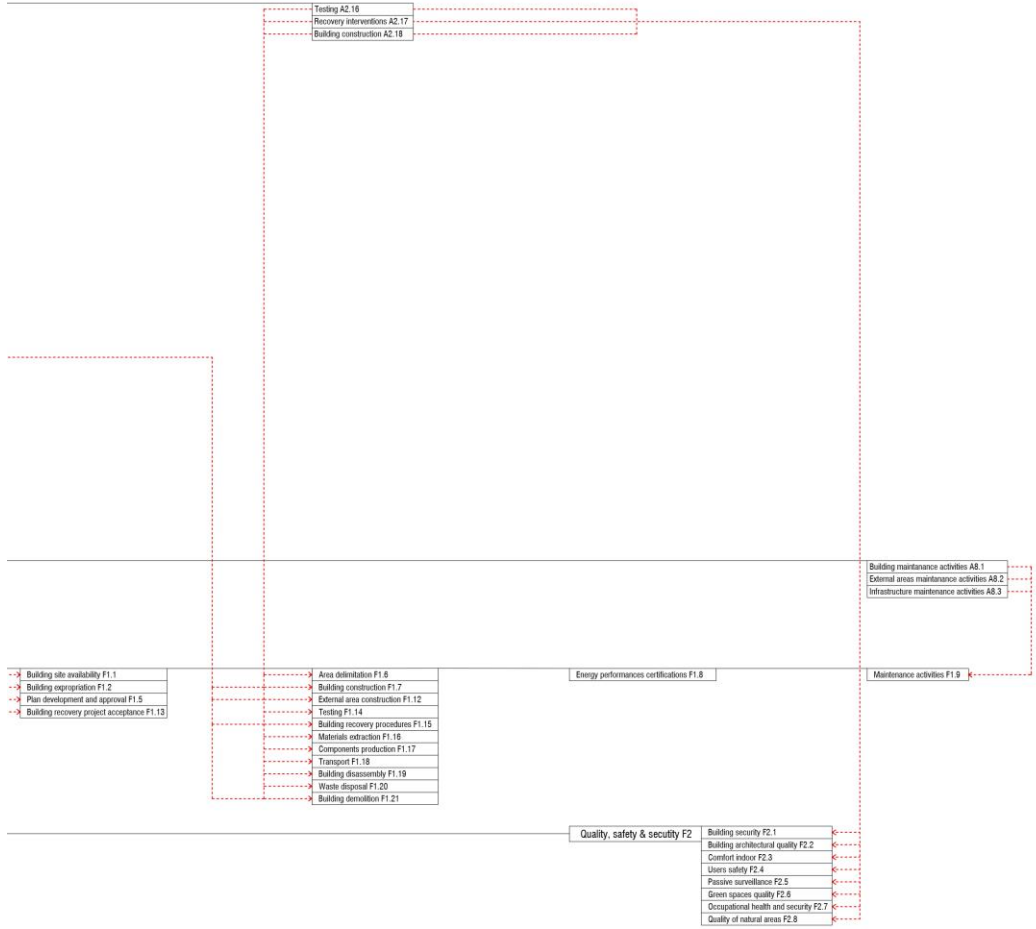 Testing A2.16
Recovery interventions A2.17
Building construction A2.18
Building maintanance activities A8.1
External areas maintanance activities A8.2
Infrastructure maintenance activities A8.3
Building site availability F1.1
Building expropriation F1.2
Plan development and approval F1.5
Building recovery project acceptance F1.13
Area delimitation F1.6
Building construction F1.7
External area construction F1.12
Testing F1.14
Building recovery procedures F1.15
Materials extraction F1.16
Components production F1.17
Transport F1.18
Building disassembly F1.19
Waste disposal F1.20
Building demolition F1.21
Energy performances certifications F1.8
Maintenance activities F1.9
Quality, safety & secutity F2
Building security F2.1
Building architectural quality F2.2
Comfort indoor F2.3
Users safety F2.4
Passive surveillance F2.5
Green spaces quality F2.6
Occupational health and security F2.7
Quality of natural areas F2.8